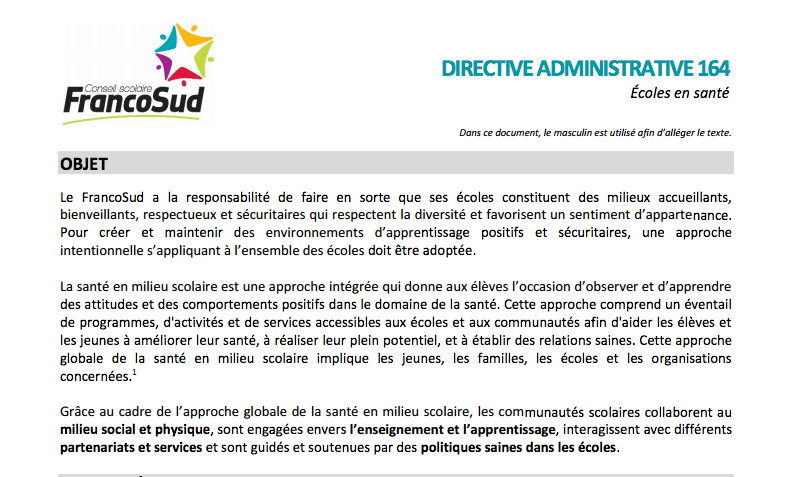 Conseil scolaire
FrancoSud
DIRECTIVE ADMINISTRATIVE 164
Écoles en santé
Dans ce document, le masculin est utilisé afin d’alléger le texte.
OBJET
Le FrancoSud a la responsabilité de faire en sorte que ses écoles constituent des milieux accueillants,
bienveillants, respectueux et sécuritaires qui respectent la diversité et favorisent un sentiment d’appartenance.
Pour créer et maintenir des environnements d’apprentissage positifs et sécuritaires, une approche
intentionnelle s’appliquant à l’ensemble des écoles doit être adoptée.
La santé en milieu scolaire est une approche intégrée qui donne aux élèves l’occasion d’observer et d’apprendre
des attitudes et des comportements positifs dans le domaine de la santé. Cette approche comprend un éventail
de programmes, d'activités et de services accessibles aux écoles et aux communautés afin d'aider les élèves et
les jeunes à améliorer leur santé, à réaliser leur plein potentiel, et à établir des relations saines. Cette approche
globale de la santé en milieu scolaire implique les jeunes, les familles, les écoles et les organisations
concernées.1
Grâce au cadre de l’approche globale de la santé en milieu scolaire, les communautés scolaires collaborent au
milieu social et physique, sont engagées envers l’enseignement et l’apprentissage, interagissent avec différents
partenariats et services et sont guidés et soutenues par des politiques saines dans les écoles.